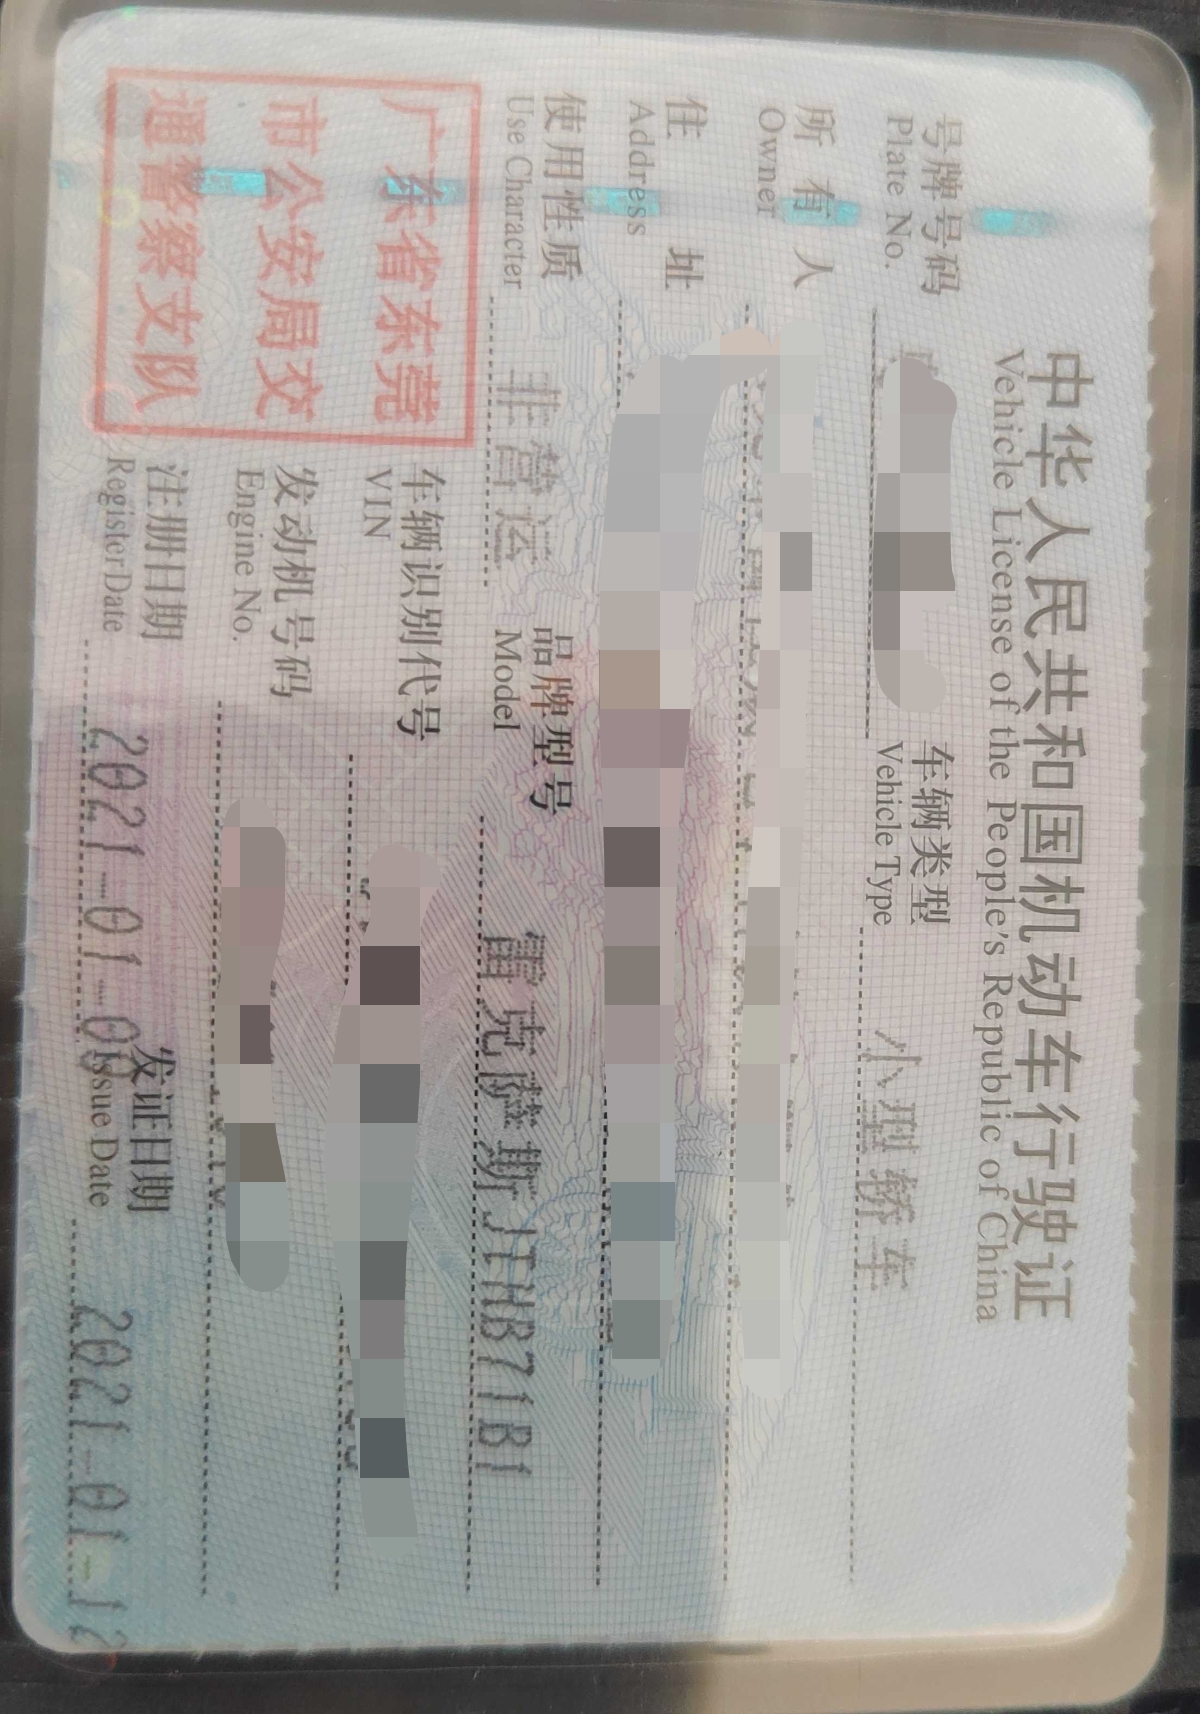 中华人民共和国机动车行驶证
Vehicle License of the People's Republic of China
号牌号码
Plate No.
车辆类型 小型轿车
Vehicle Type
所有人
Owner
住址
Address
使用性质 非营运
Use Character
品牌型号 雷克萨斯JTHB71B1
Model
广东省东莞
市公安局交
通警察支队
车辆识别代号
VIN
发动机号码
Engine No.
注册日期 2021-01-08
Register Date
发证日期 2021-01-12
Issue Date